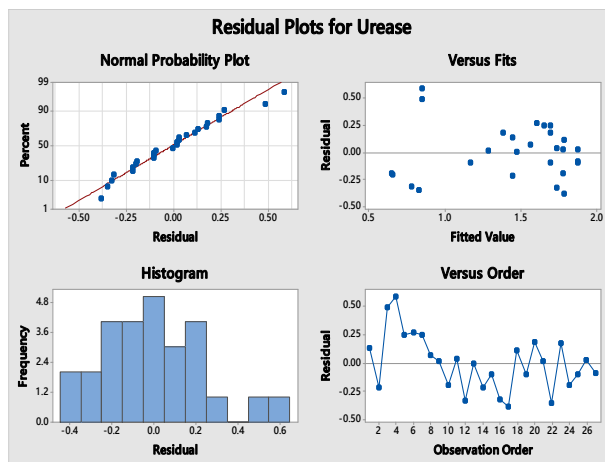 Residual Plots for Urease
Normal Probability Plot
99
90
50
10
1
Percent
-0.50
-0.25
0.00
0.25
0.50
Residual
Versus Fits
0.50
0.25
0.00
-0.25
-0.50
Residual
0.5
1.0
1.5
2.0
Fitted Value
Histogram
4.8
3.6
2.4
1.2
0.0
Frequency
-0.4
-0.2
0.0
0.2
0.4
0.6
Residual
Versus Order
0.50
0.25
0.00
-0.25
-0.50
Residual
2 4 6 8 10 12 14 16 18 20 22 24 26
Observation Order